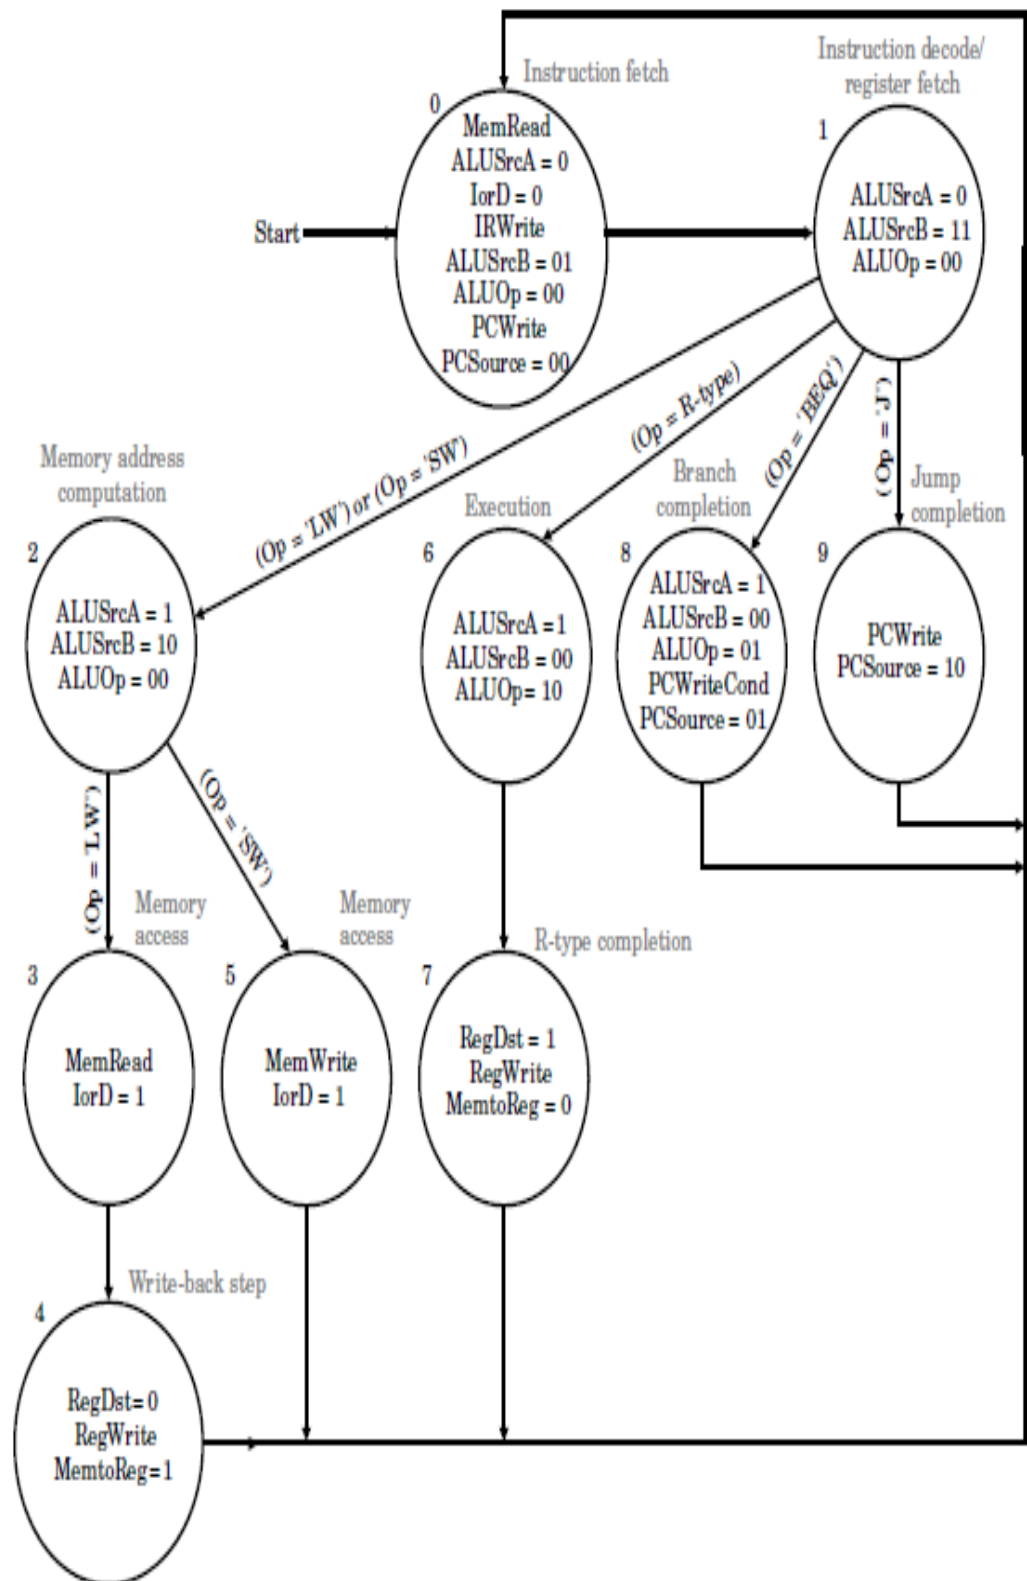 Instruction fetch
Instruction decode/
register fetch
0
MemRead
ALUSrcA = 0
IorD = 0
IRWrite
ALUSrcB = 01
ALUOp = 00
PCWrite
PCSource = 00
1
ALUSrcA = 0
ALUSrcB = 11
ALUOp = 00
Start
(Op = 'LW') or (Op = 'SW')
(Op = R-type)
(Op = 'BEQ')
(Op = 'J')
Memory address
computation
2
ALUSrcA = 1
ALUSrcB = 10
ALUOp = 00
Execution
6
ALUSrcA = 1
ALUSrcB = 00
ALUOp= 10
Branch
completion
8
ALUSrcA = 1
ALUSrcB = 00
ALUOp = 01
PCWriteCond
PCSource = 01
Jump
completion
9
PCWrite
PCSource = 10
(Op = 'LW')
(Op = 'SW')
Memory
access
3
MemRead
IorD = 1
Memory
access
5
MemWrite
IorD = 1
R-type completion
7
RegDst = 1
RegWrite
MemtoReg = 0
Write-back step
4
RegDst= 0
RegWrite
MemtoReg= 1